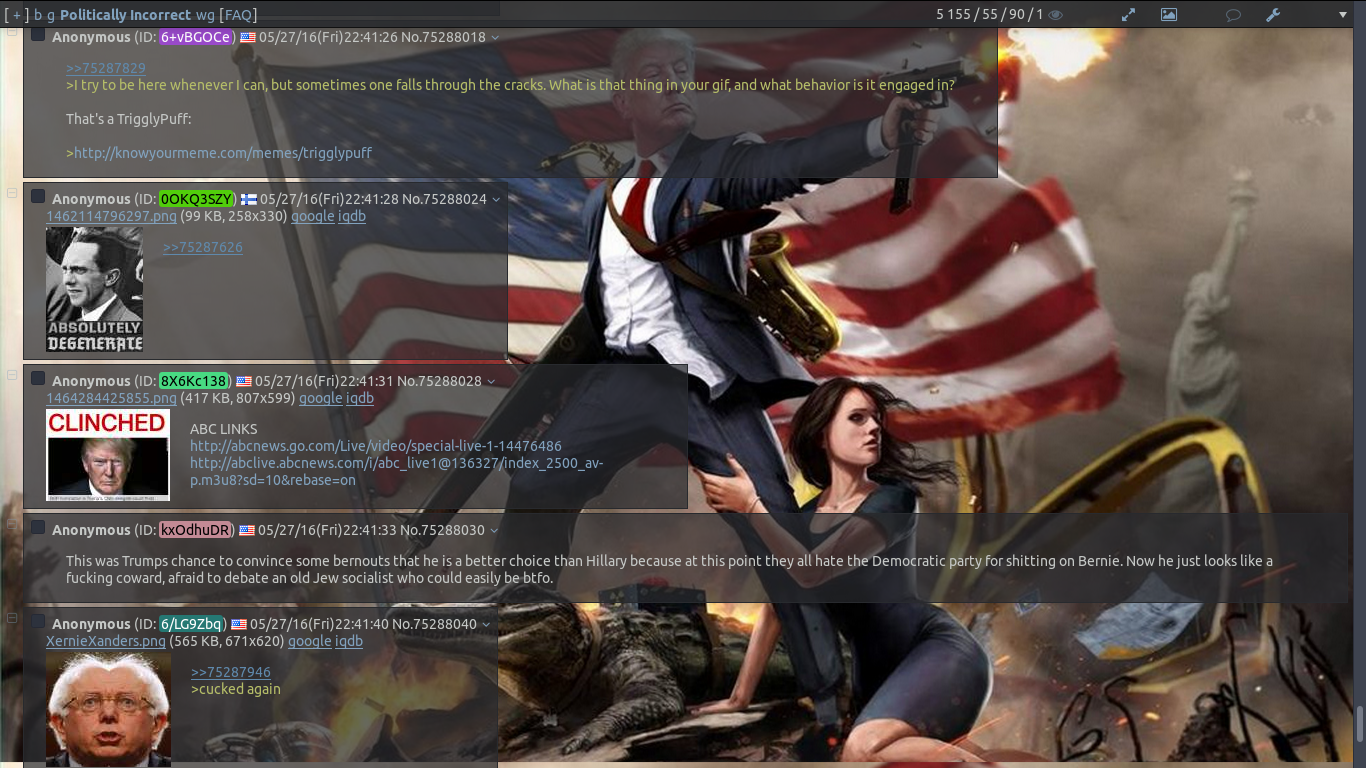 [ + ] b g Politically Incorrect wg [FAQ]
5 155 / 55 / 90 / 1
Anonymous (ID: 6+vBGOCe) 05/27/16(Fri)22:41:26 No.75288018
>>75287829
>I try to be here whenever I can, but sometimes one falls through the cracks. What is that thing in your gif, and what behavior is it engaged in?
That's a TrigglyPuff:
>http://knowyourmeme.com/memes/trigglypuff
Anonymous (ID: 0OKQ3SZY) 05/27/16(Fri)22:41:28 No.75288024
1462114796297.png (99 KB, 258x330) google iqdb
>>75287626
ABSOLUTELY
DEGENERATE
Anonymous (ID: 8X6Kc138) 05/27/16(Fri)22:41:31 No.75288028
1464284425855.png (417 KB, 807x599) google iqdb
CLINCHED
ABC LINKS
http://abcnews.go.com/Live/video/special-live-1-14476486
http://abclive.abcnews.com/i/abc_live1@136327/index_2500_av-
p.m3u8?sd=10&rebase=on
Anonymous (ID: kxOdhuDR) 05/27/16(Fri)22:41:33 No.75288030
This was Trumps chance to convince some bernouts that he is a better choice than Hillary because at this point they all hate the Democratic party for shitting on Bernie. Now he just looks like a
fucking coward, afraid to debate an old Jew socialist who could easily be btfo.
Anonymous (ID: 6/LG9Zbq) 05/27/16(Fri)22:41:40 No.75288040
XernieXanders.png (565 KB, 671x620) google iqdb
>>75287946
>cucked again